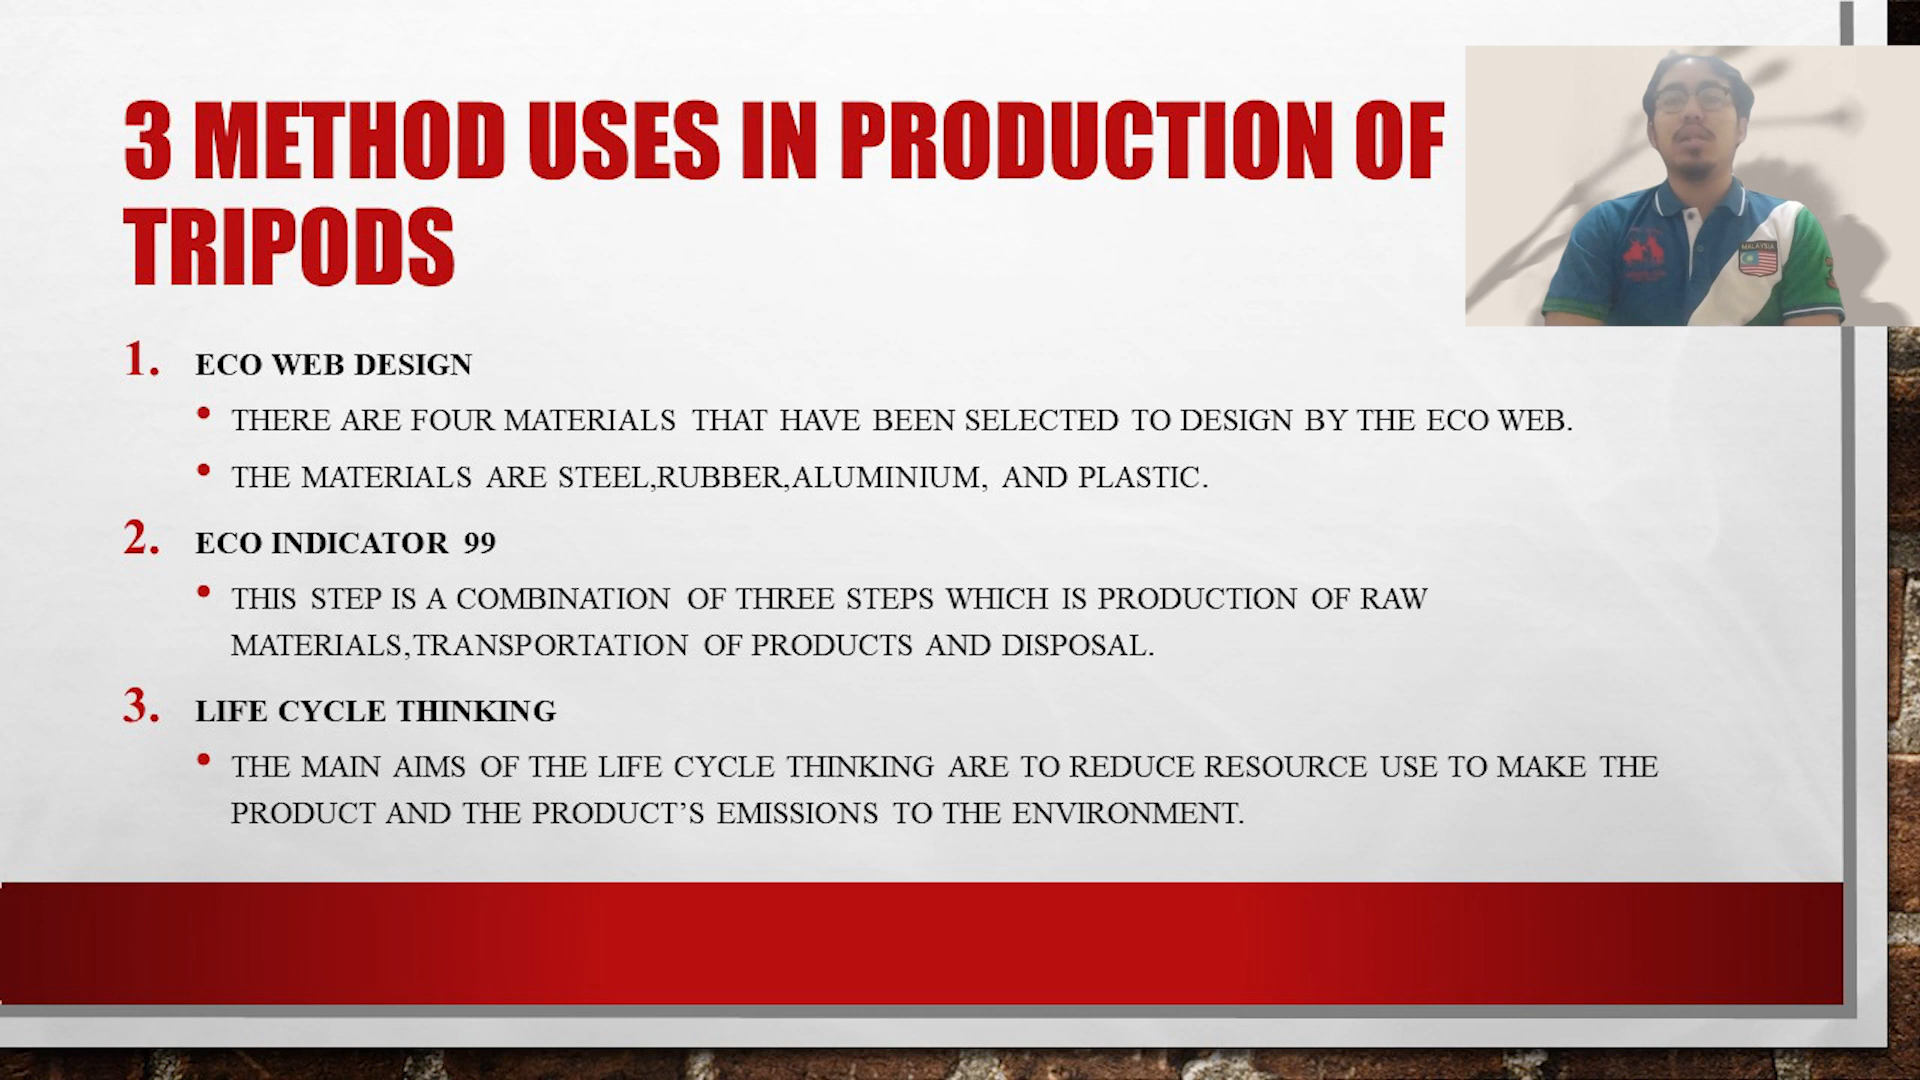 3 METHOD USES IN PRODUCTION OF
TRIPODS
MALAYSIA
1. ECO WEB DESIGN
• THERE ARE FOUR MATERIALS THAT HAVE BEEN SELECTED TO DESIGN BY THE ECO WEB.
• THE MATERIALS ARE STEEL,RUBBER,ALUMINIUM, AND PLASTIC.
2. ECO INDICATOR 99
• THIS STEP IS A COMBINATION OF THREE STEPS WHICH IS PRODUCTION OF RAW
MATERIALS,TRANSPORTATION OF PRODUCTS AND DISPOSAL.
3. LIFE CYCLE THINKING
• THE MAIN AIMS OF THE LIFE CYCLE THINKING ARE TO REDUCE RESOURCE USE TO MAKE THE
PRODUCT AND THE PRODUCT’S EMISSIONS TO THE ENVIRONMENT.